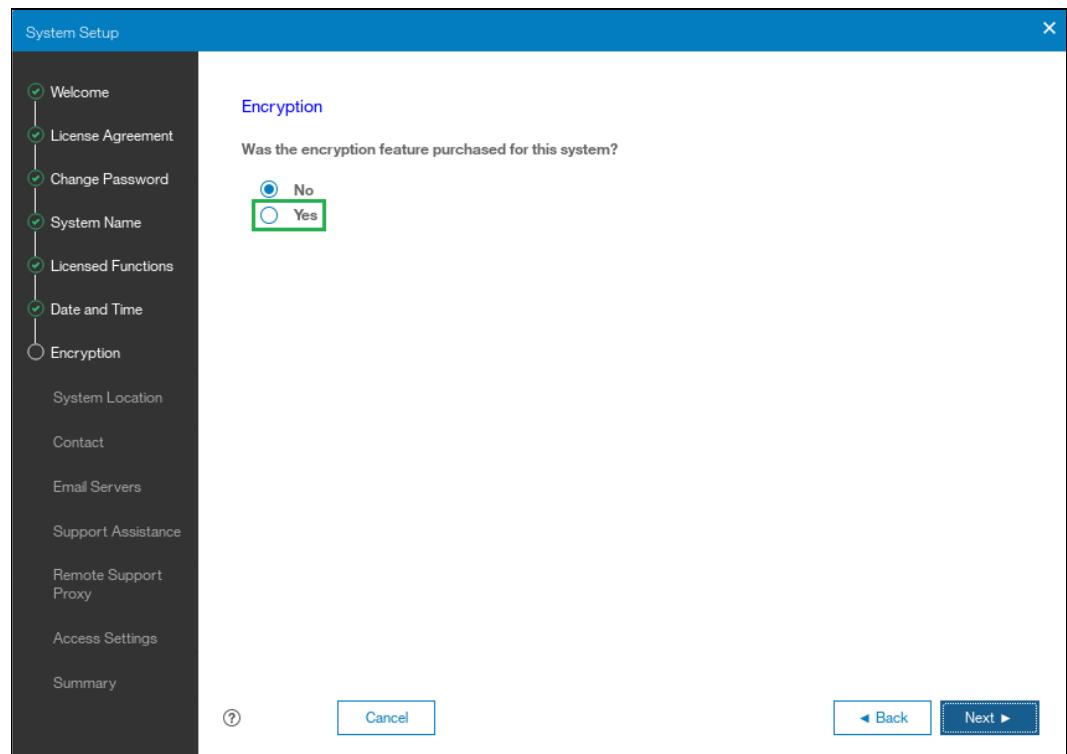 System Setup
Welcome
License Agreement
Change Password
System Name
Licensed Functions
Date and Time
Encryption
System Location
Contact
Email Servers
Support Assistance
Remote Support
Proxy
Access Settings
Summary
Encryption
Was the encryption feature purchased for this system?
No
Yes
Cancel
Back
Next